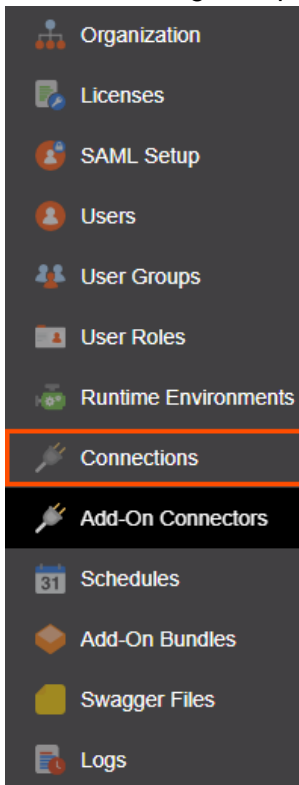 Organization
Licenses
SAML Setup
Users
User Groups
User Roles
Runtime Environments
Connections
Add-On Connectors
31 Schedules
Add-On Bundles
Swagger Files
Logs